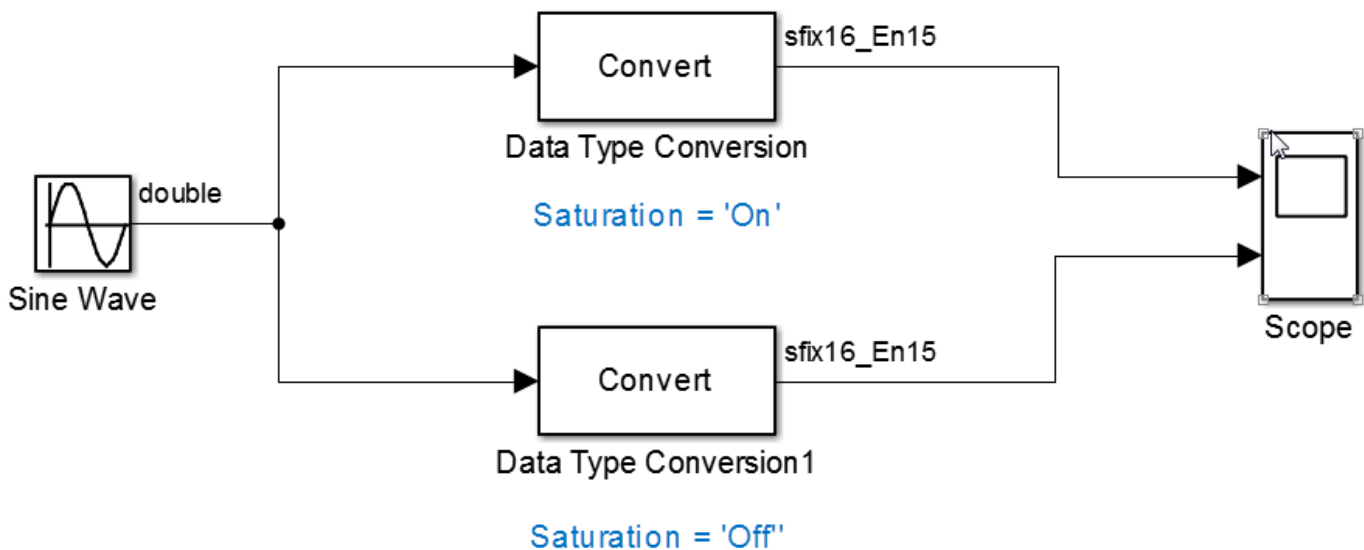 sfix16_En15
Convert
Data Type Conversion
double
Saturation = 'On'
Sine Wave
Scope
sfix16_En15
Convert
Data Type Conversion1
Saturation = 'Off''